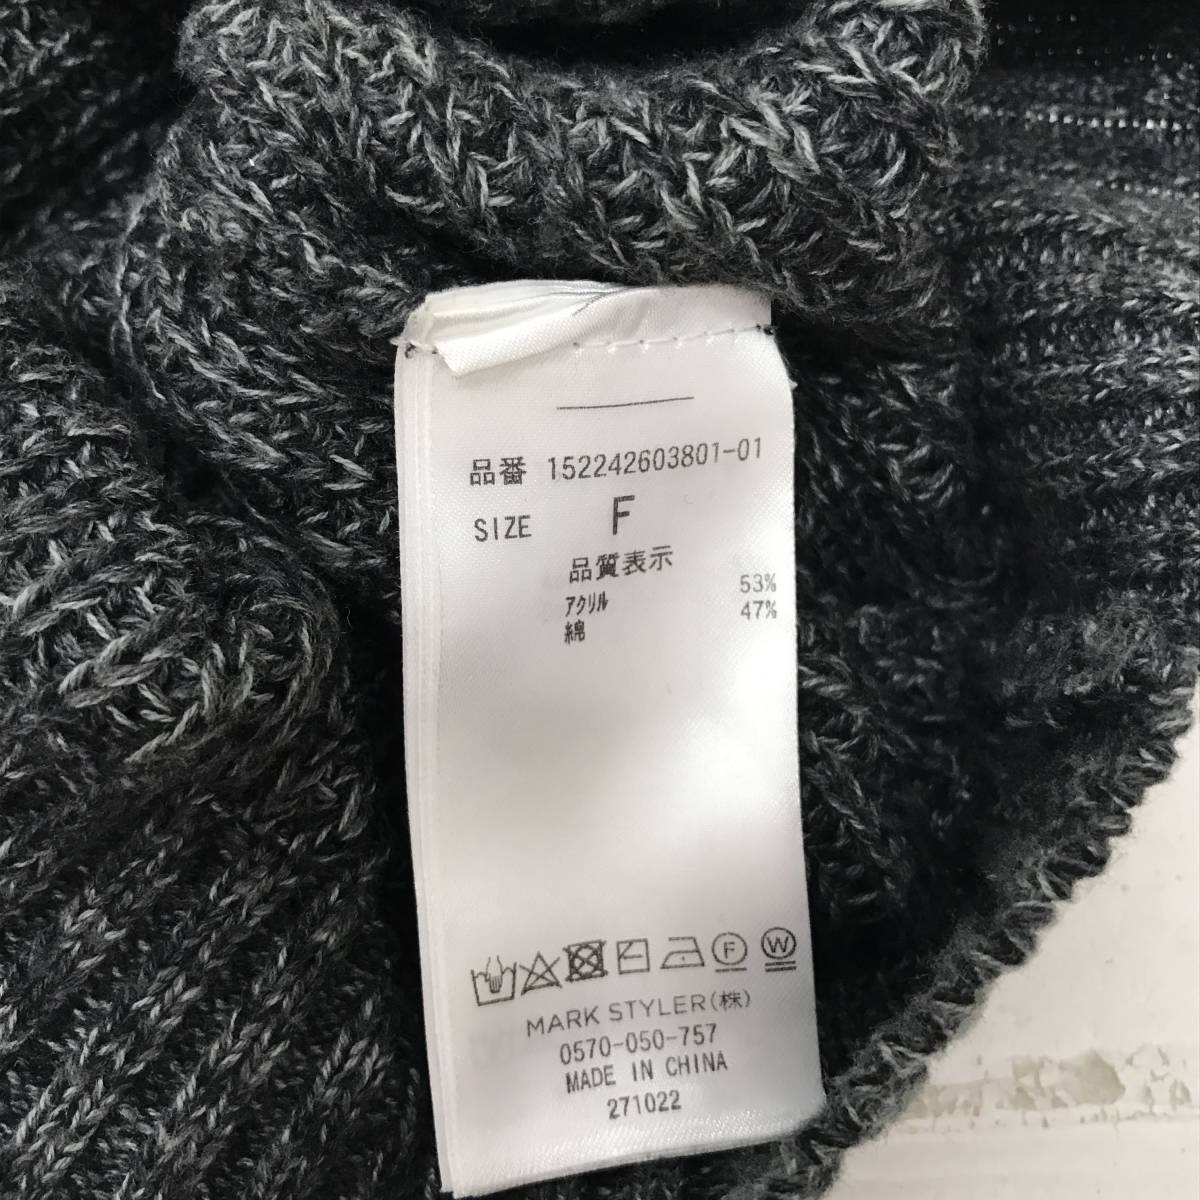 品番 152242603801-01
SIZE F
品質表示
アクリル 53%
綿 47%
F W
MARK STYLER(株)
0570-050-757
MADE IN CHINA
271022